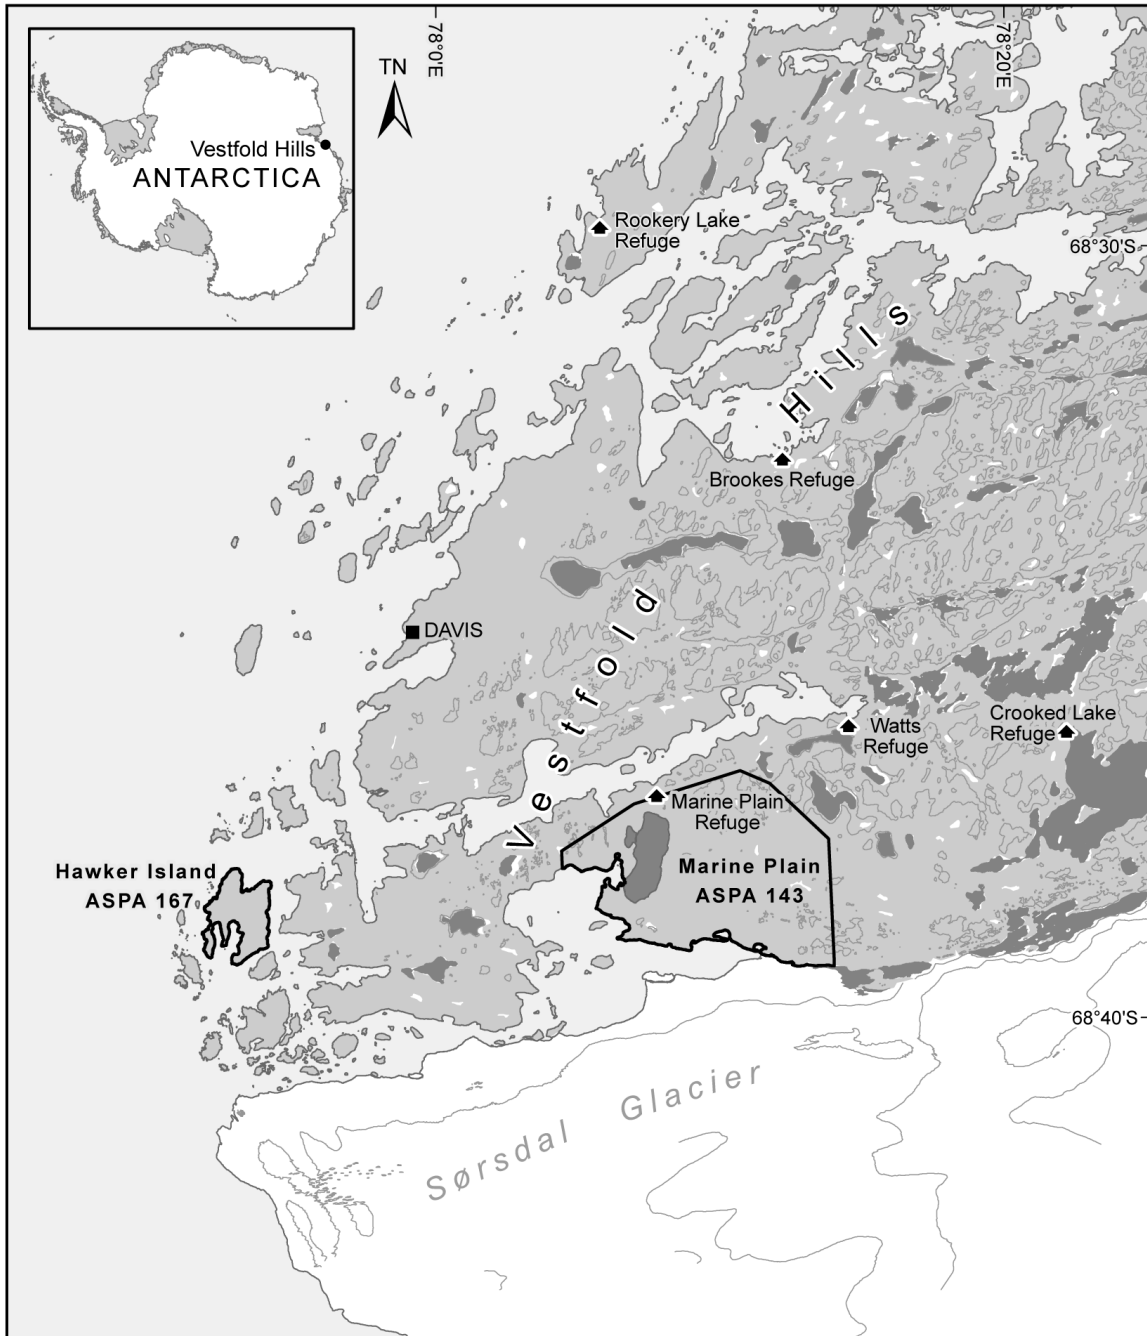 78°0'E
78°20'E
TN
Vestfold Hills
ANTARCTICA
Rookery Lake
Refuge
68°30'S
Vestfold Hills
Brookes Refuge
DAVIS
Watts
Refuge
Crooked Lake
Refuge
Marine Plain
Refuge
Marine Plain
ASPA 143
Hawker Island
ASPA 167
68°40'S
Sørsdal Glacier